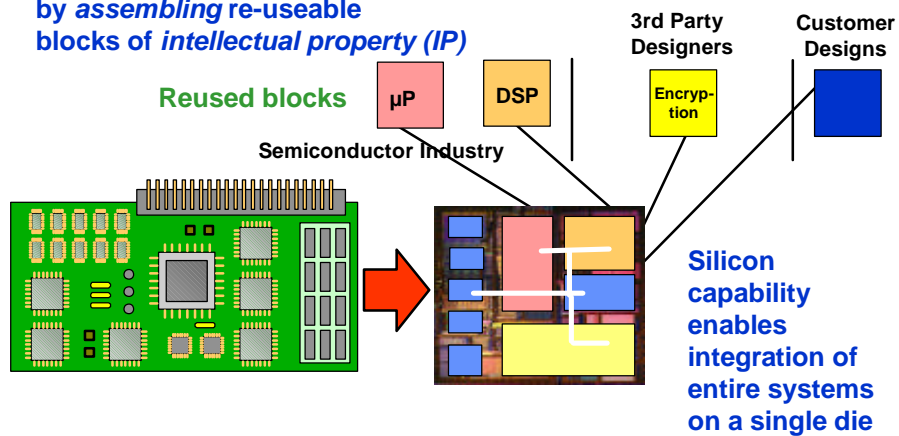 by assembling re-useable
blocks of intellectual property (IP)
3rd Party
Designers
Customer
Designs
Reused blocks
µP
DSP
Encryp-
tion
Semiconductor Industry
Silicon
capability
enables
integration of
entire systems
on a single die